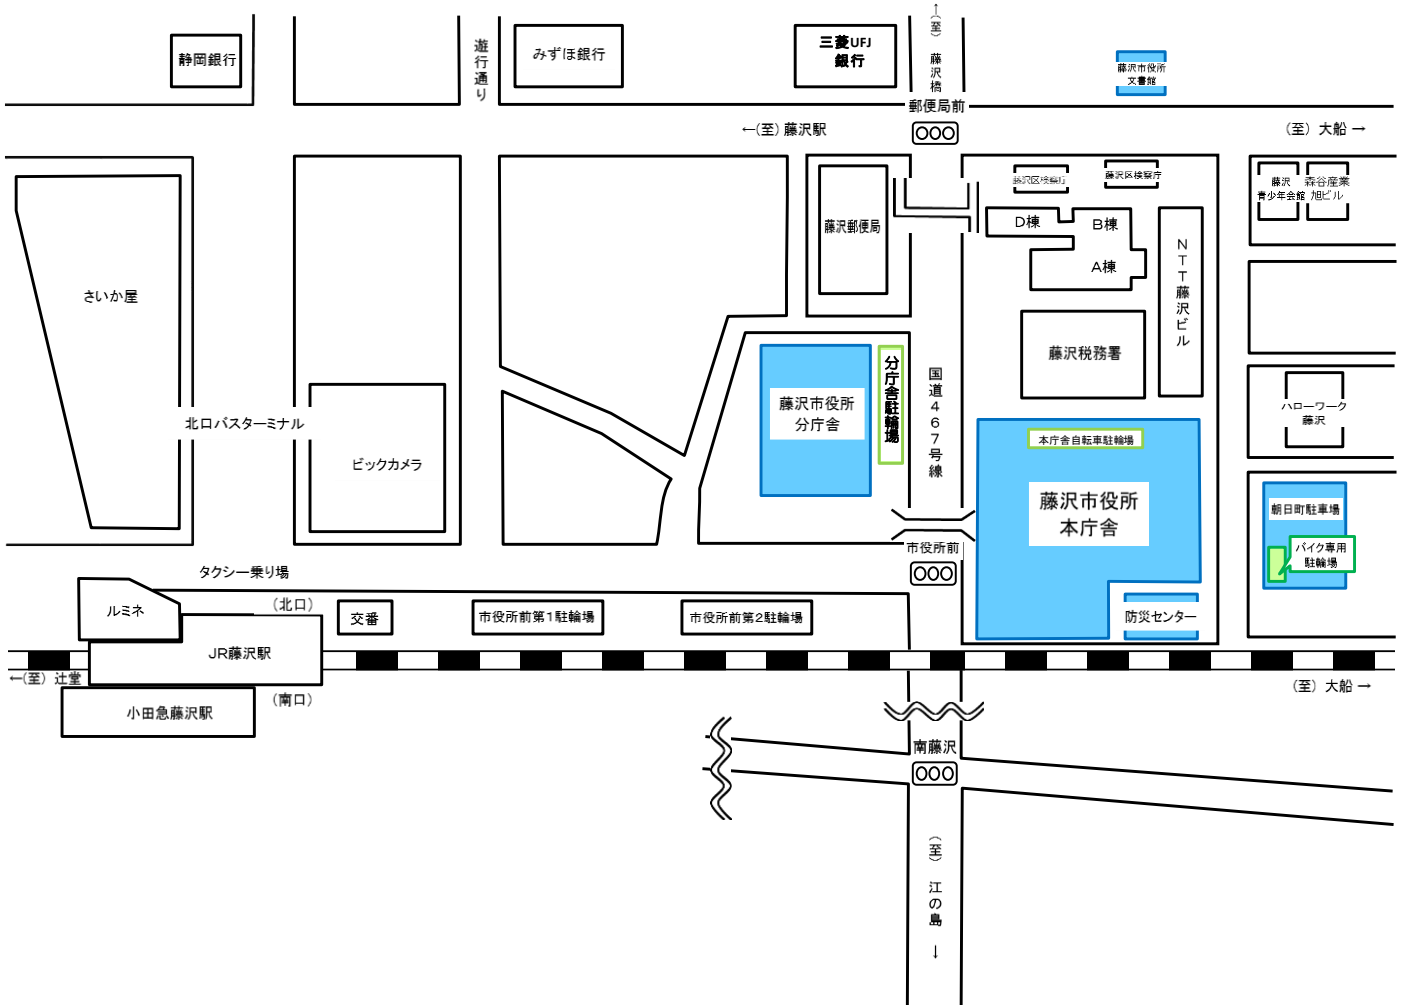 静岡銀行
遊行通り
みずほ銀行
三菱UFJ
銀行
←(至) 藤沢橋
藤沢市役所
文書館
郵便局前
←(至) 藤沢駅
(至) 大船 →
藤沢郵便局
藤沢区検察庁
藤沢区検察庁
D棟
B棟
A棟
NTT藤沢ビル
藤沢
青少年会館
森谷産業
旭ビル
さいか屋
藤沢税務署
国道467号線
藤沢市役所
分庁舎
分庁舎駐輪場
北口バスターミナル
ビックカメラ
ハローワーク
藤沢
本庁舎自転車駐輪場
藤沢市役所
本庁舎
朝日町駐車場
バイク専用
駐輪場
市役所前
タクシー乗り場
ルミネ
(北口)
交番
市役所前第1駐輪場
市役所前第2駐輪場
防災センター
JR藤沢駅
←(至) 辻堂
(至) 大船 →
(南口)
小田急藤沢駅
南藤沢
(至) 江の島 →